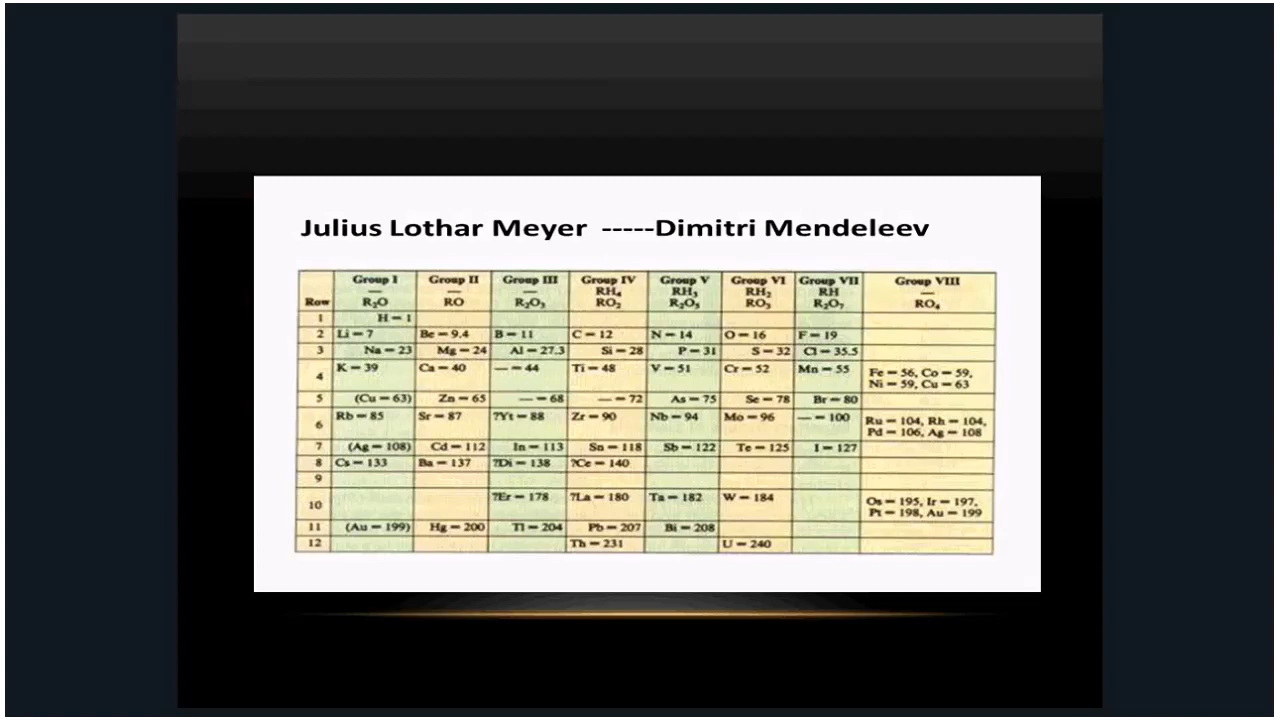 Julius Lothar Meyer -----Dimitri Mendeleev
Row Group I — R₂O Group II — RO Group III — R₂O₃ Group IV RH₄ RO₂ Group V RH₃ R₂O₅ Group VI RH₂ RO₃ Group VII RH R₂O₇ Group VIII — RO₄
1 H = 1
2 Li = 7 Be = 9.4 B = 11 C = 12 N = 14 O = 16 F = 19
3 Na = 23 Mg = 24 Al = 27.3 Si = 28 P = 31 S = 32 Cl = 35.5
4 K = 39 Ca = 40 — = 44 Ti = 48 V = 51 Cr = 52 Mn = 55 Fe = 56, Co = 59,
Ni = 59, Cu = 63
5 (Cu = 63) Zn = 65 — = 68 — = 72 As = 75 Se = 78 Br = 80
6 Rb = 85 Sr = 87 ?Yt = 88 Zr = 90 Nb = 94 Mo = 96 — = 100 Ru = 104, Rh = 104,
Pd = 106, Ag = 108
7 (Ag = 108) Cd = 112 In = 113 Sn = 118 Sb = 122 Te = 125 I = 127
8 Cs = 133 Ba = 137 ?Di = 138 ?Ce = 140
9
10 ?Er = 178 ?La = 180 Ta = 182 W = 184 Os = 195, Ir = 197,
Pt = 198, Au = 199
11 (Au = 199) Hg = 200 Tl = 204 Pb = 207 Bi = 208
12 Th = 231 U = 240